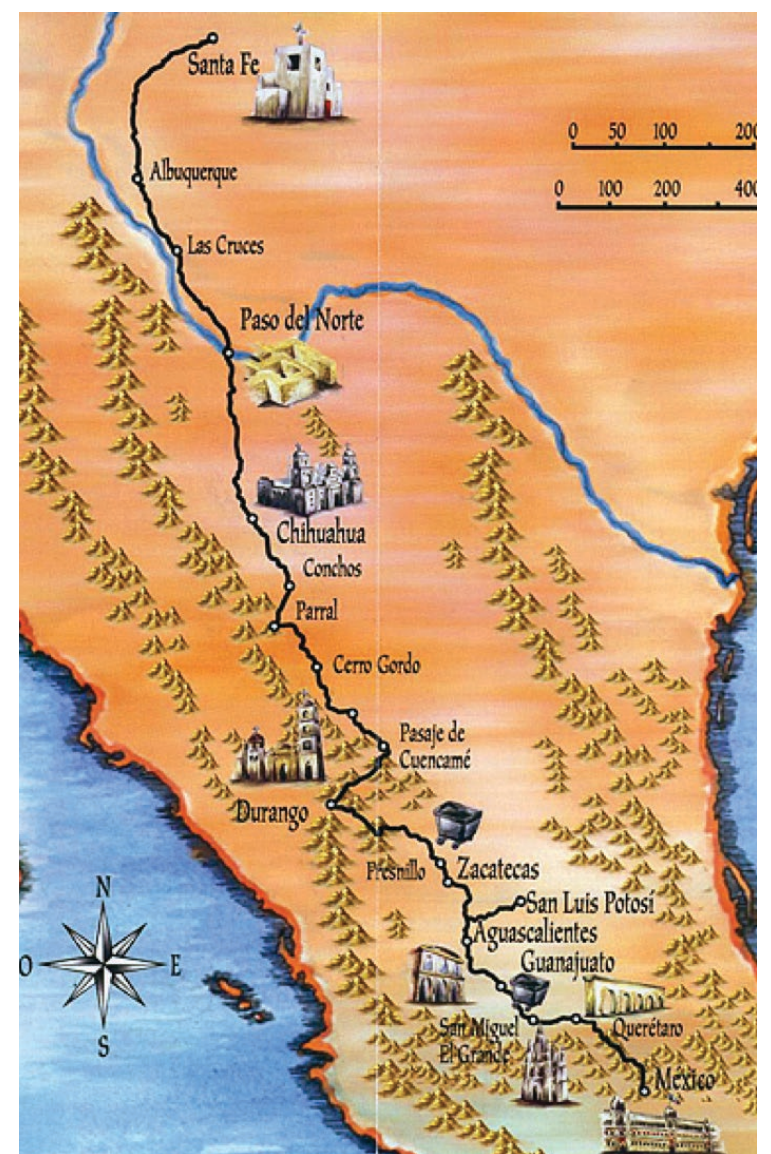 Santa Fe
0 50 100 200
Albuquerque
0 100 200 400
Las Cruces
Paso del Norte
Chihuahua
Conchos
Parral
Cerro Gordo
Pasaje de
Cuencamé
Durango
Fresnillo
Zacatecas
San Luis Potosí
N
Aguascalientes
O
E
Guanajuato
San Miguel
El Grande
Querétaro
S
México